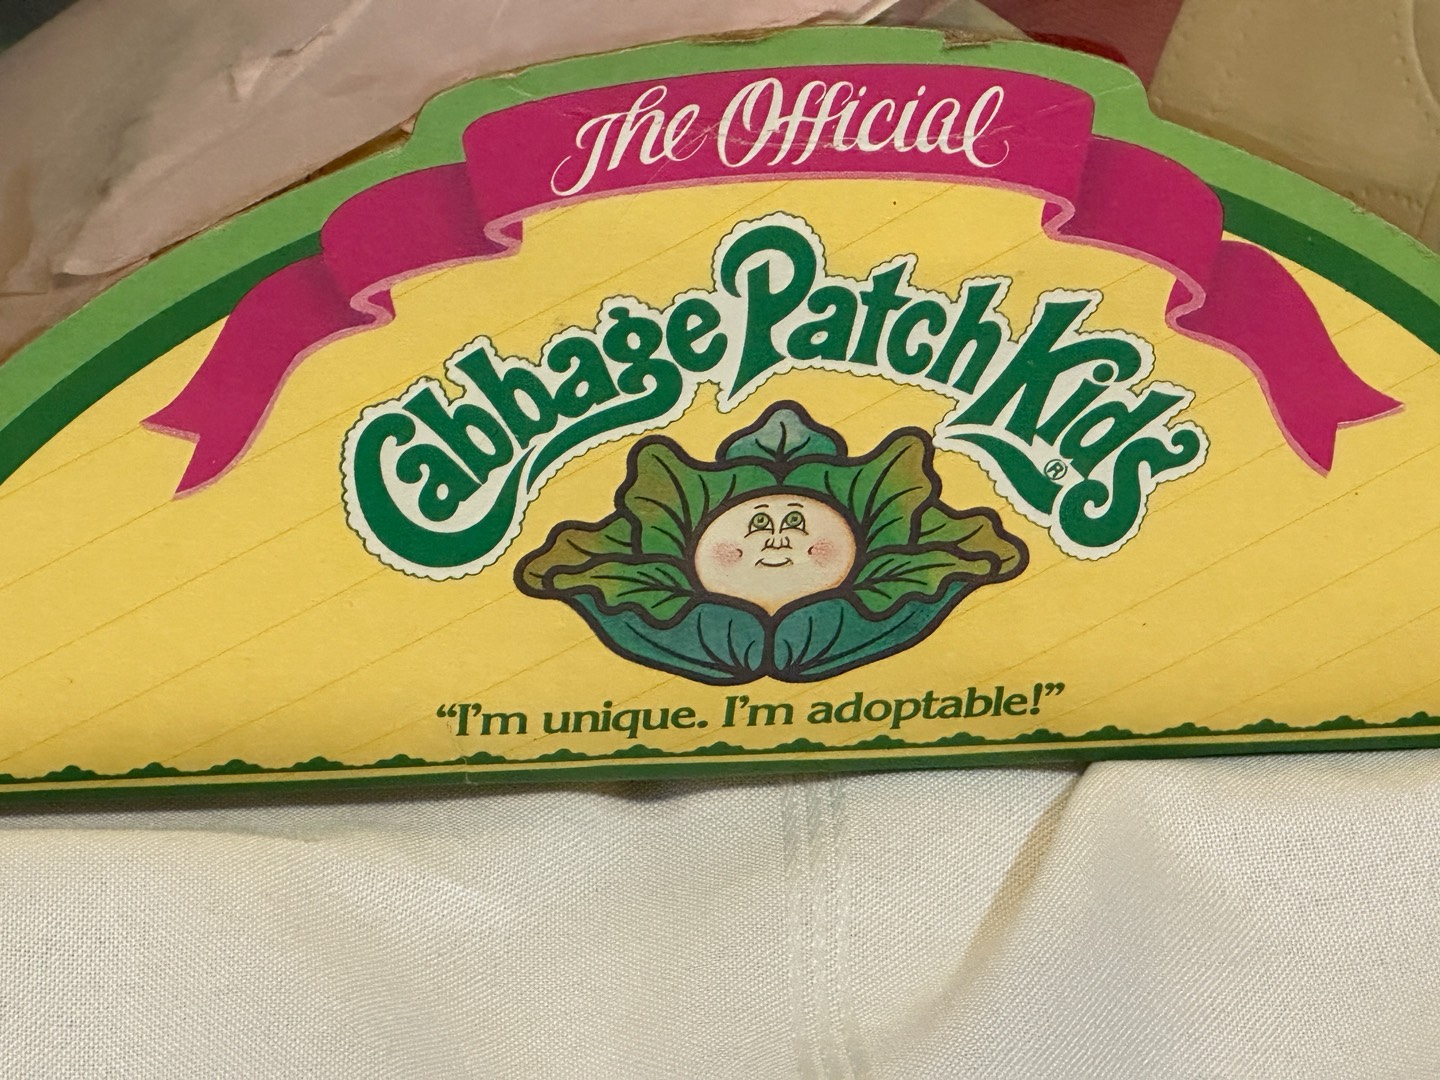 The Official
Cabbage Patch Kids®
“I’m unique. I’m adoptable!”